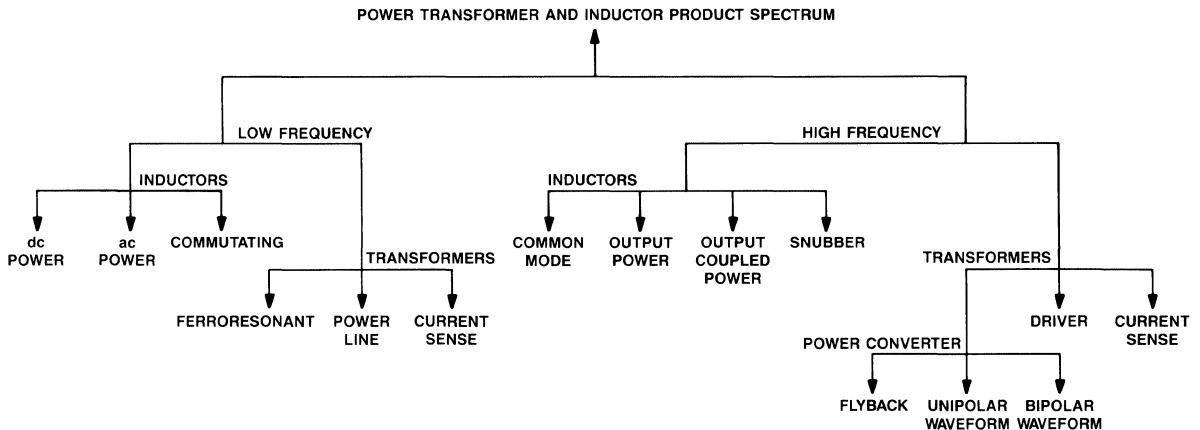 POWER TRANSFORMER AND INDUCTOR PRODUCT SPECTRUM
LOW FREQUENCY
HIGH FREQUENCY
INDUCTORS
dc
POWER
ac
POWER
COMMUTATING
TRANSFORMERS
FERRORESONANT
POWER
LINE
CURRENT
SENSE
INDUCTORS
COMMON
MODE
OUTPUT
POWER
OUTPUT
COUPLED
POWER
SNUBBER
TRANSFORMERS
DRIVER
CURRENT
SENSE
POWER CONVERTER
FLYBACK
UNIPOLAR
WAVEFORM
BIPOLAR
WAVEFORM